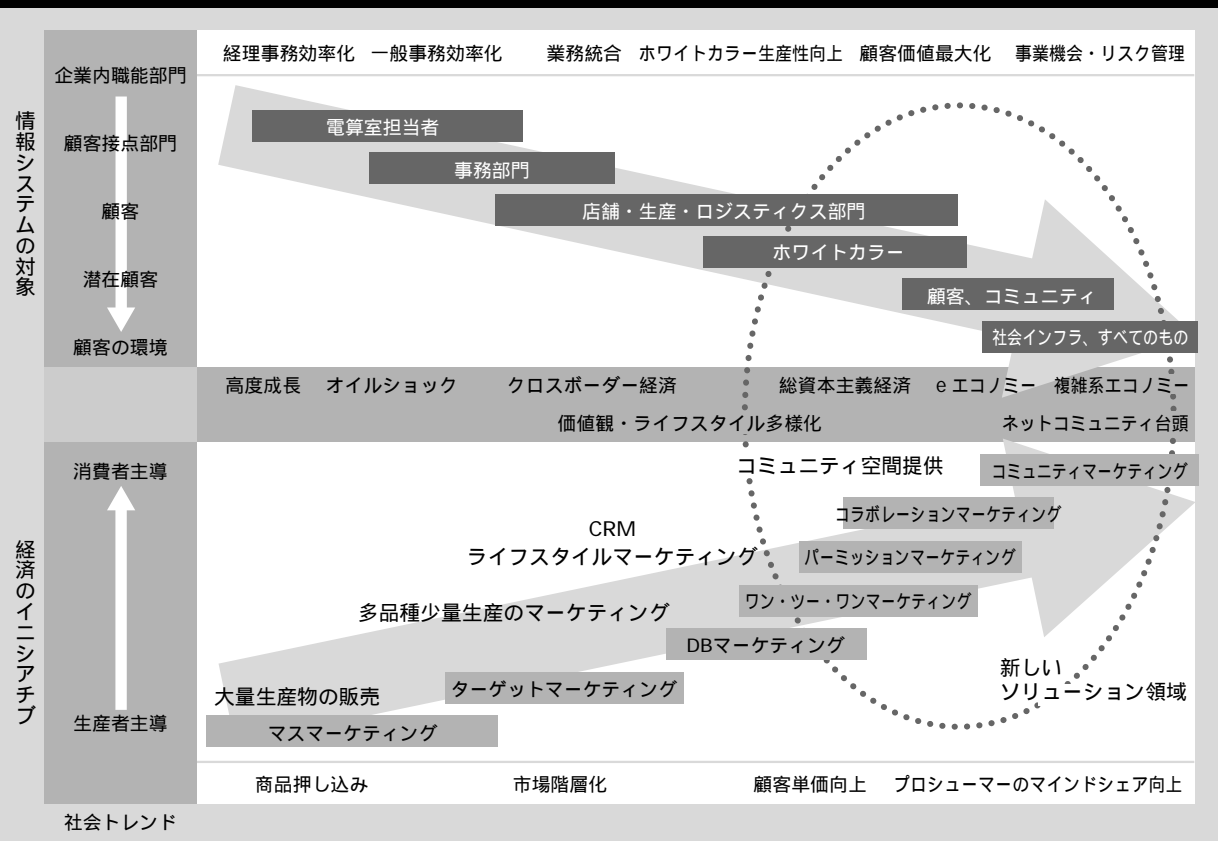 経理事務効率化 一般事務効率化 業務統合 ホワイトカラー生産性向上 顧客価値最大化 事業機会・リスク管理
情報システムの対象
企業内職能部門
顧客接点部門
顧客
潜在顧客
顧客の環境
電算室担当者
事務部門
店舗・生産・ロジスティクス部門
ホワイトカラー
顧客、コミュニティ
社会インフラ、すべてのもの
高度成長 オイルショック クロスボーダー経済 総資本主義経済 eエコノミー 複雑系エコノミー
価値観・ライフスタイル多様化 ネットコミュニティ台頭
経済のイニシアチブ
消費者主導
生産者主導
コミュニティ空間提供
コミュニティマーケティング
コラボレーションマーケティング
CRM
ライフスタイルマーケティング
パーミッションマーケティング
ワン・ツー・ワンマーケティング
多品種少量生産のマーケティング
DBマーケティング
新しい
ソリューション領域
大量生産物の販売
ターゲットマーケティング
マスマーケティング
商品押し込み 市場階層化 顧客単価向上 プロシューマーのマインドシェア向上
社会トレンド